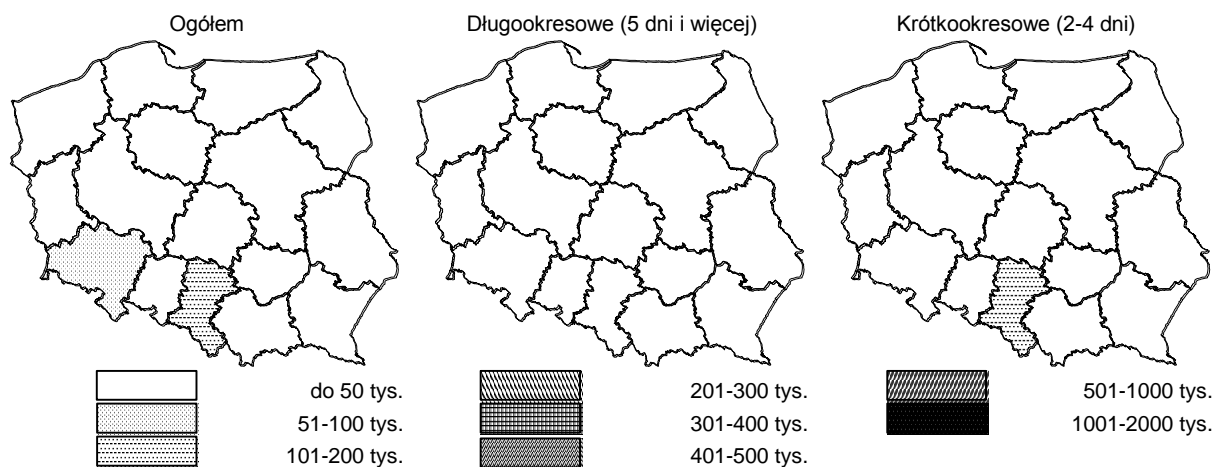 Ogółem Długookresowe (5 dni i więcej) Krótkookresowe (2-4 dni)
do 50 tys. 201-300 tys. 501-1000 tys.
51-100 tys. 301-400 tys. 1001-2000 tys.
101-200 tys. 401-500 tys.